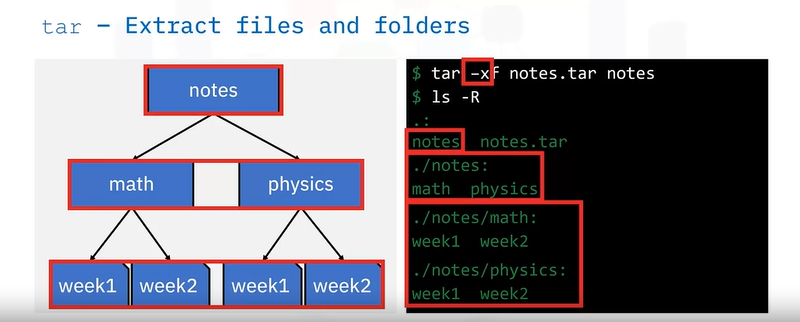 tar – Extract files and folders
notes
math physics
week1 week2 week1 week2
$ tar –xf notes.tar notes
$ ls -R
.:
notes notes.tar
./notes:
math physics
./notes/math:
week1 week2
./notes/physics:
week1 week2